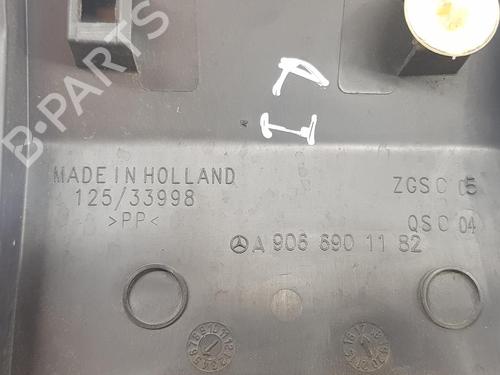 B-PARTS
MADE IN HOLLAND
125/33998
>PP<
ZGS C 05
QS C 04
A 906 690 11 82